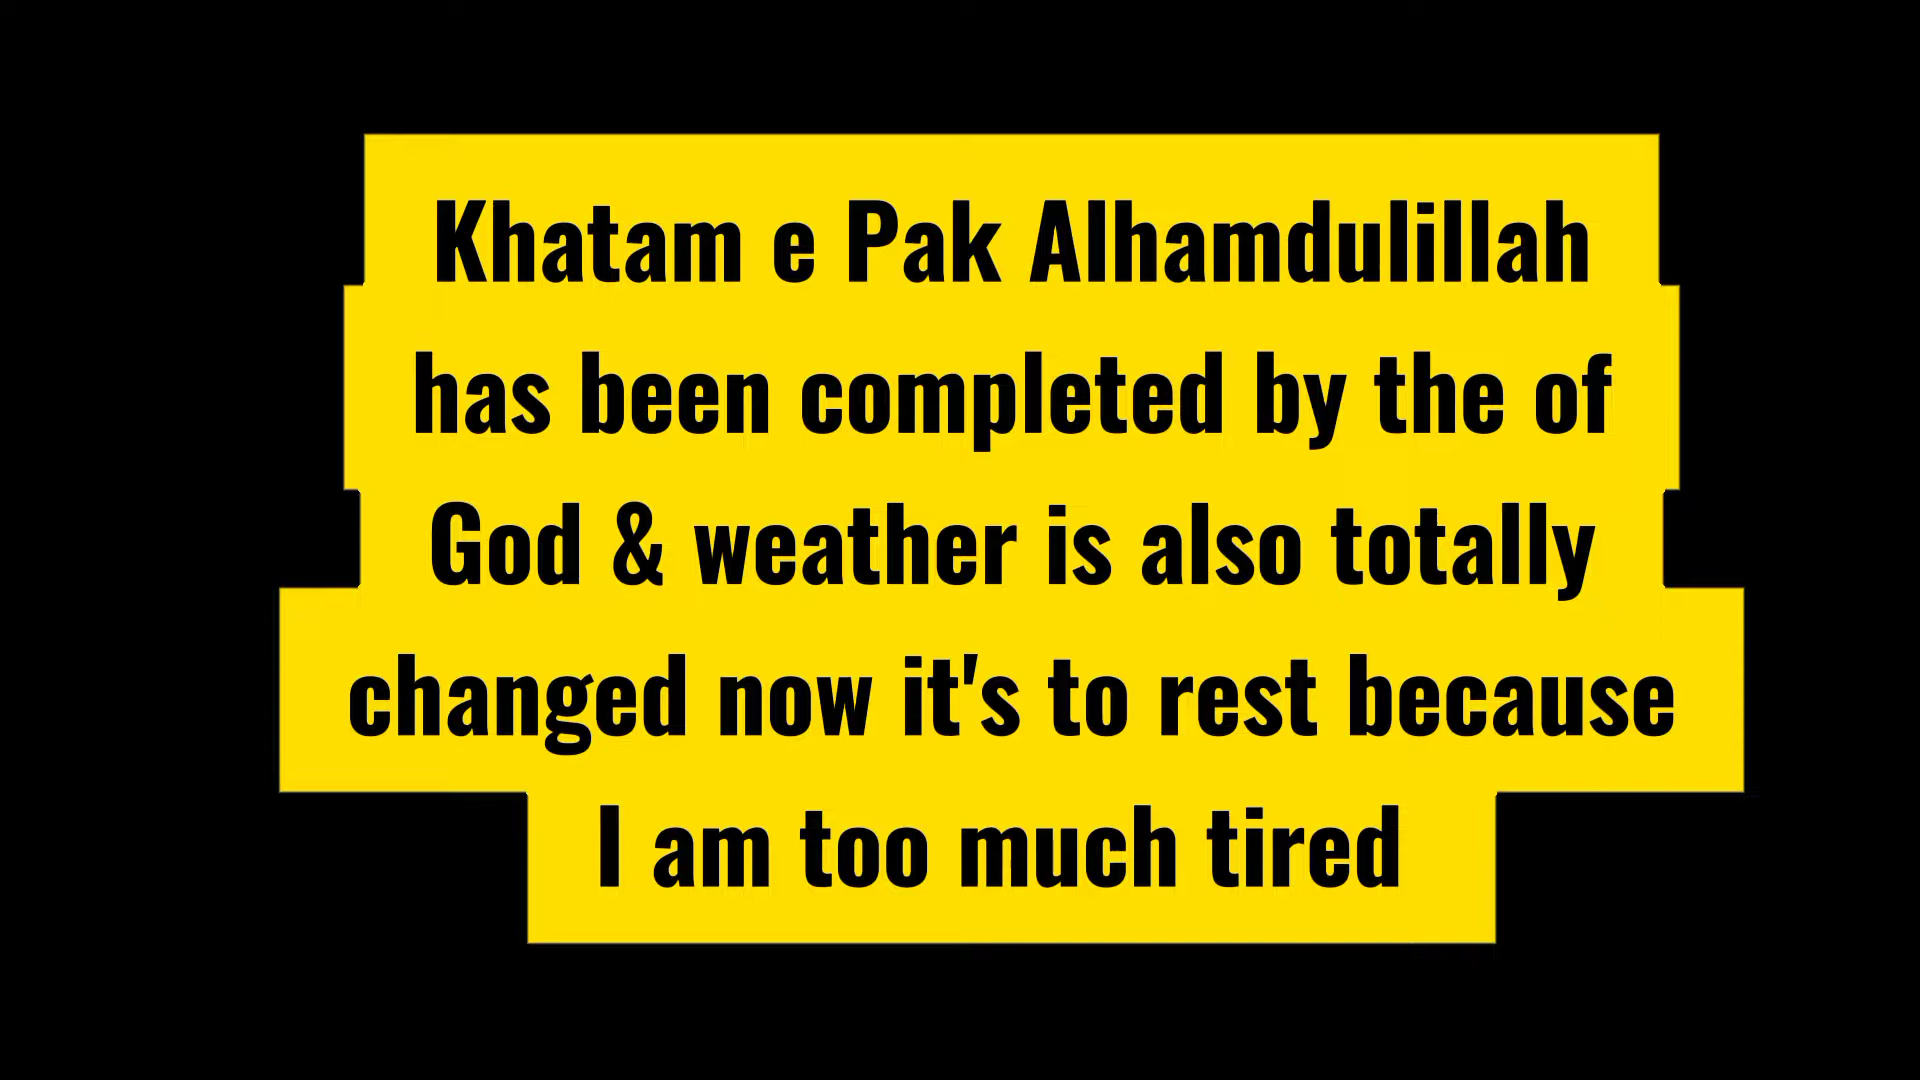 Khatam e Pak Alhamdulillah
has been completed by the of
God & weather is also totally
changed now it's to rest because
I am too much tired